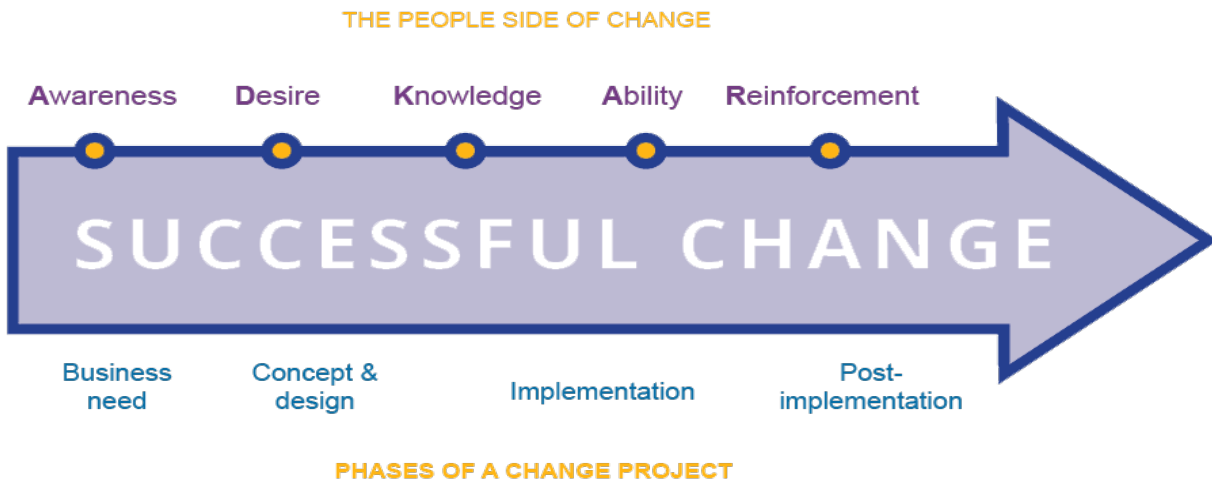 THE PEOPLE SIDE OF CHANGE
Awareness Desire Knowledge Ability Reinforcement
SUCCESSFUL CHANGE
Business
need
Concept &
design
Implementation
Post-
implementation
PHASES OF A CHANGE PROJECT